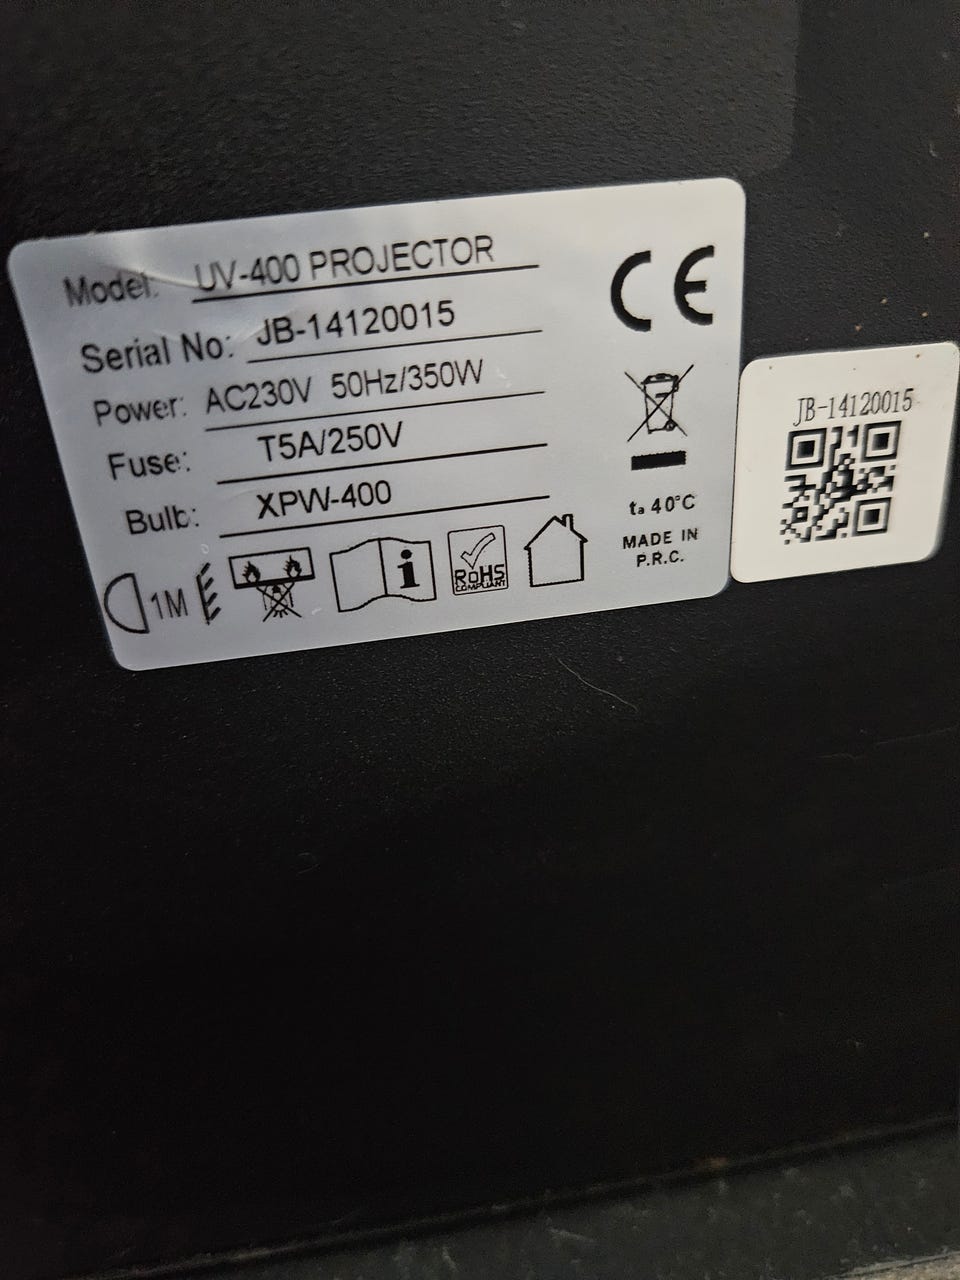 Model: UV-400 PROJECTOR
Serial No: JB-14120015
Power: AC230V 50Hz/350W
Fuse: T5A/250V
Bulb: XPW-400
CE
tₐ 40°C
MADE IN
P.R.C.
1M
i
RoHS
COMPLIANT
JB-14120015